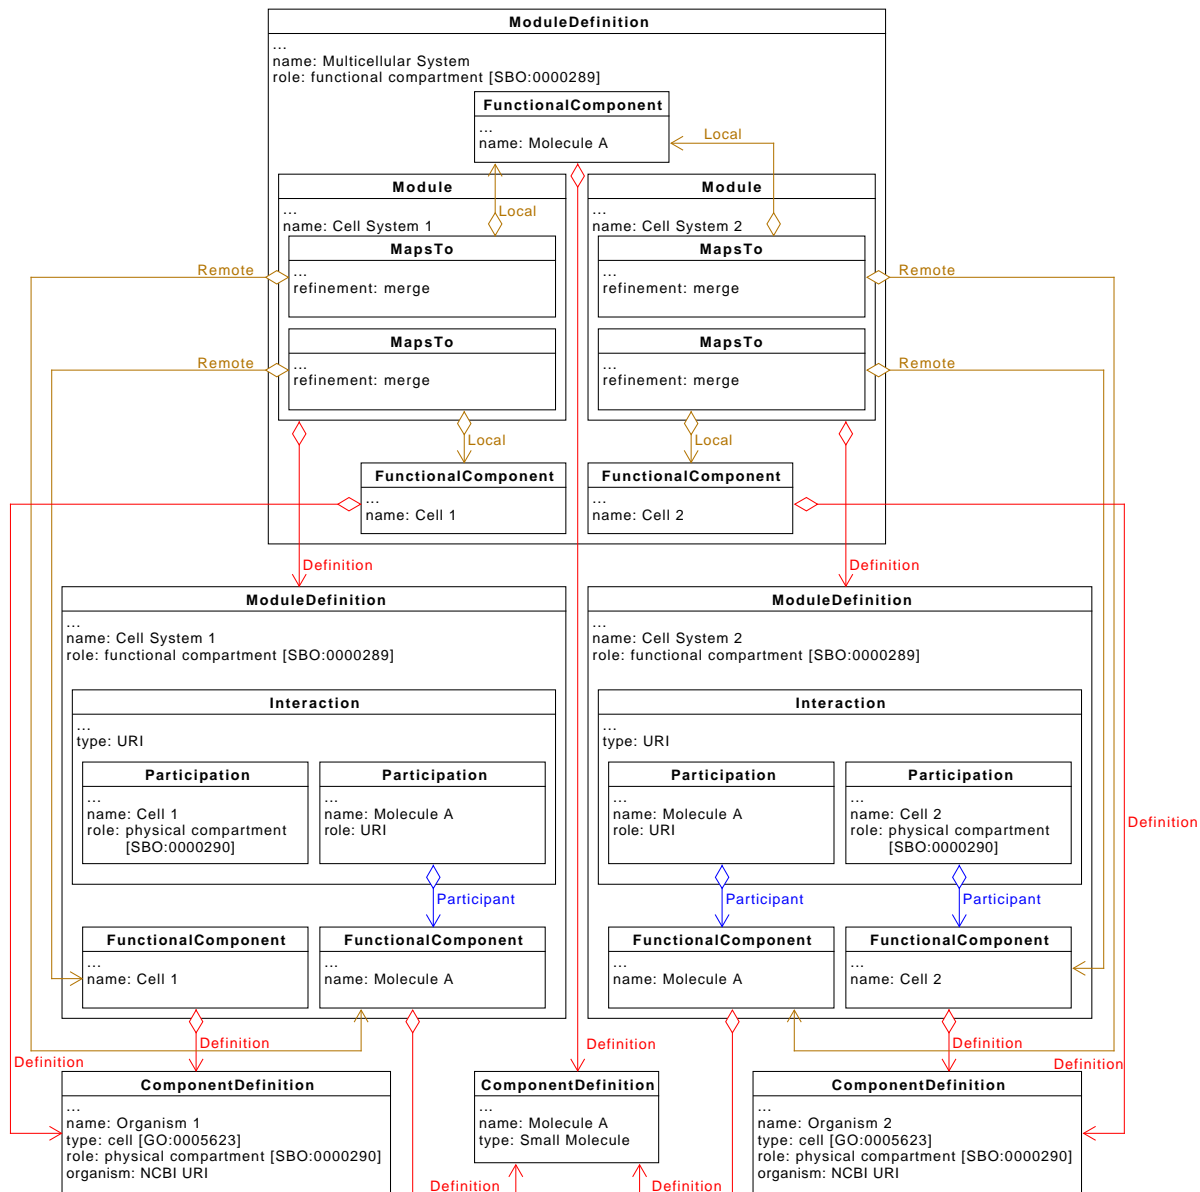 ModuleDefinition
...
name: Multicellular System
role: functional compartment [SBO:0000289]
FunctionalComponent
...
name: Molecule A
Local
Module
...
name: Cell System 1
Local
Module
...
name: Cell System 2
MapsTo
...
refinement: merge
MapsTo
...
refinement: merge
Remote
Remote
MapsTo
...
refinement: merge
MapsTo
...
refinement: merge
Remote
Remote
Local
Local
FunctionalComponent
...
name: Cell 1
FunctionalComponent
...
name: Cell 2
Definition
Definition
ModuleDefinition
...
name: Cell System 1
role: functional compartment [SBO:0000289]
Interaction
...
type: URI
Participation
...
name: Cell 1
role: physical compartment
[SBO:0000290]
Participation
...
name: Molecule A
role: URI
Participant
FunctionalComponent
...
name: Cell 1
FunctionalComponent
...
name: Molecule A
ModuleDefinition
...
name: Cell System 2
role: functional compartment [SBO:0000289]
Interaction
...
type: URI
Participation
...
name: Molecule A
role: URI
Participation
...
name: Cell 2
role: physical compartment
[SBO:0000290]
Participant
Participant
FunctionalComponent
...
name: Molecule A
FunctionalComponent
...
name: Cell 2
Definition
Definition
Definition
Definition
Definition
Definition
ComponentDefinition
...
name: Organism 1
type: cell [GO:0005623]
role: physical compartment [SBO:0000290]
organism: NCBI URI
ComponentDefinition
...
name: Molecule A
type: Small Molecule
ComponentDefinition
...
name: Organism 2
type: cell [GO:0005623]
role: physical compartment [SBO:0000290]
organism: NCBI URI
Definition
Definition